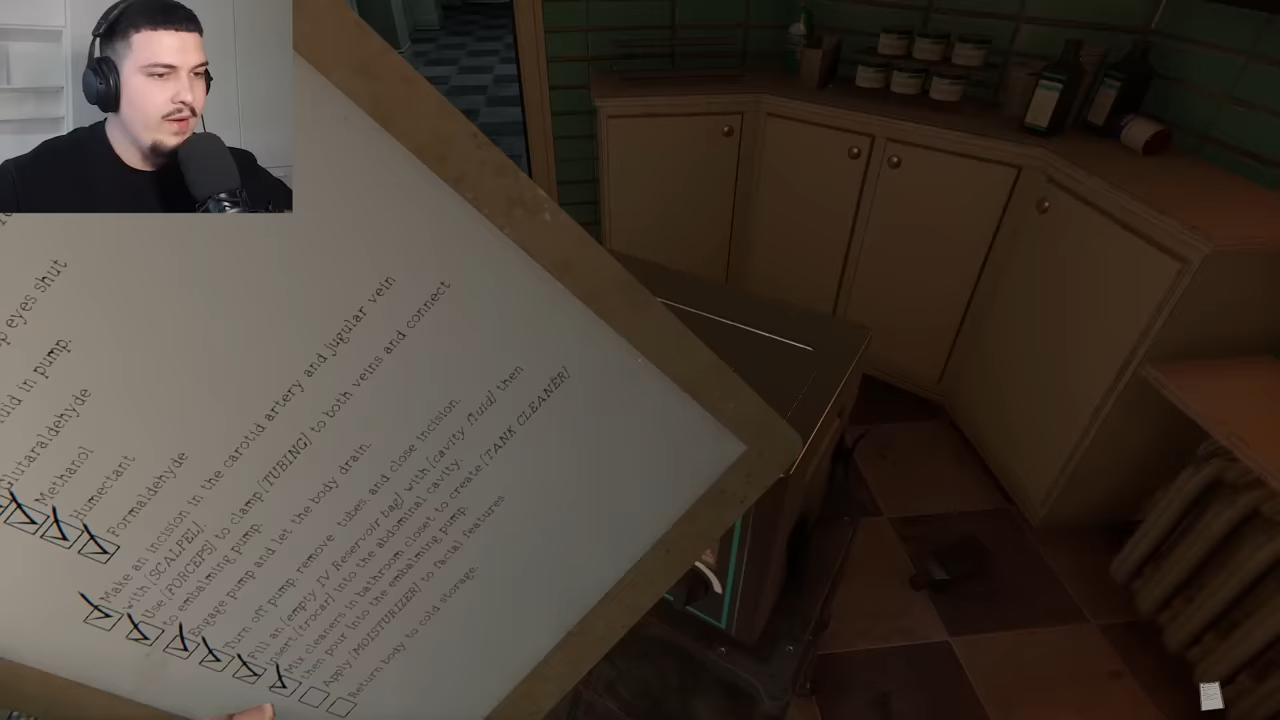 p eyes shut
uid in pump.
Glutaraldehyde
Methanol
Humectant
Formaldehyde
Make an incision in the carotid artery and jugular vein
with [SCALPEL].
Use [FORCEPS] to clamp [TUBING] to both veins and connect
to embalming pump.
Engage pump and let the body drain.
Turn off pump, remove tubes, and close incision.
Fill an [empty IV Reservoir bag] with [cavity fluid] then
insert [trocar] into the abdominal cavity.
Mix cleaners in bathroom closet to create [TANK CLEANER]
then pour into the embalming pump.
Apply [MOISTURIZER] to facial features
Return body to cold storage.